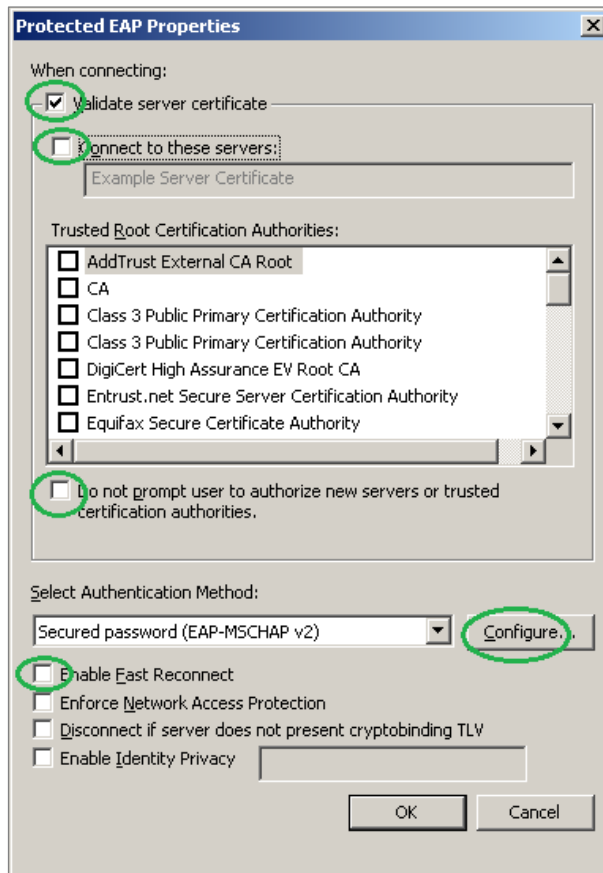 Protected EAP Properties
When connecting:
Validate server certificate
Connect to these servers:
Example Server Certificate
Trusted Root Certification Authorities:
AddTrust External CA Root
CA
Class 3 Public Primary Certification Authority
Class 3 Public Primary Certification Authority
DigiCert High Assurance EV Root CA
Entrust.net Secure Server Certification Authority
Equifax Secure Certificate Authority
Do not prompt user to authorize new servers or trusted
certification authorities.
Select Authentication Method:
Secured password (EAP-MSCHAP v2)
Configure...
Enable Fast Reconnect
Enforce Network Access Protection
Disconnect if server does not present cryptobinding TLV
Enable Identity Privacy
OK
Cancel